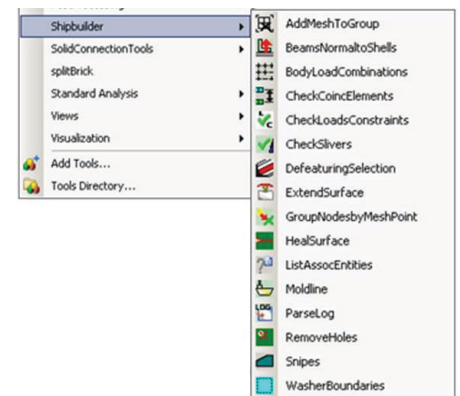 Shipbuilder
SolidConnectionTools
splitBrick
Standard Analysis
Views
Visualization
Add Tools...
Tools Directory...
AddMeshToGroup
BeamsNormaltoShells
BodyLoadCombinations
CheckCoincElements
CheckLoadsConstraints
CheckSlivers
DefeaturingSelection
ExtendSurface
GroupNodesbyMeshPoint
HealSurface
ListAssocEntities
Moldline
ParseLog
RemoveHoles
Snipes
WasherBoundaries